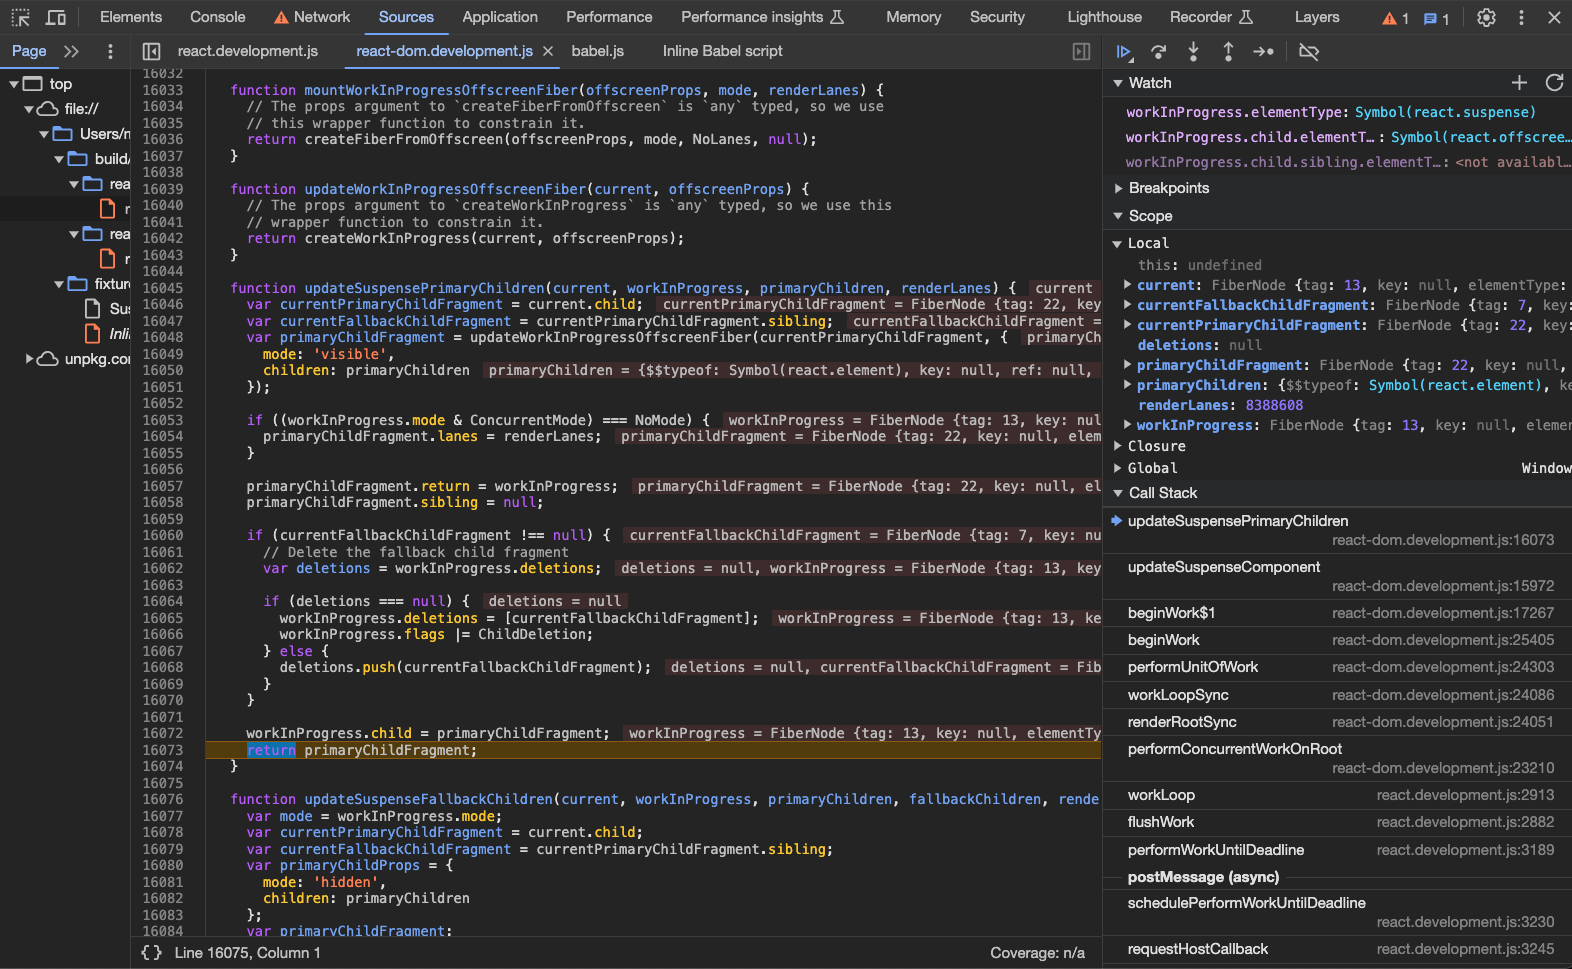 Elements Console Network Sources Application Performance Performance insights Memory Security Lighthouse Recorder Layers 1 1
Page react.development.js react-dom.development.js babel.js Inline Babel script
top
file://
Users/n
build/
rea
r
rea
r
fixture
Sus
Inlin
unpkg.con
16032
16033 function mountWorkInProgressOffscreenFiber(offscreenProps, mode, renderLanes) {
16034 // The props argument to `createFiberFromOffscreen` is `any` typed, so we use
16035 // this wrapper function to constrain it.
16036 return createFiberFromOffscreen(offscreenProps, mode, NoLanes, null);
16037 }
16038
16039 function updateWorkInProgressOffscreenFiber(current, offscreenProps) {
16040 // The props argument to `createWorkInProgress` is `any` typed, so we use this
16041 // wrapper function to constrain it.
16042 return createWorkInProgress(current, offscreenProps);
16043 }
16044
16045 function updateSuspensePrimaryChildren(current, workInProgress, primaryChildren, renderLanes) { current
16046 var currentPrimaryChildFragment = current.child; currentPrimaryChildFragment = FiberNode {tag: 22, key
16047 var currentFallbackChildFragment = currentPrimaryChildFragment.sibling; currentFallbackChildFragment =
16048 var primaryChildFragment = updateWorkInProgressOffscreenFiber(currentPrimaryChildFragment, { primaryCh
16049 mode: 'visible',
16050 children: primaryChildren primaryChildren = {$$typeof: Symbol(react.element), key: null, ref: null,
16051 });
16052
16053 if ((workInProgress.mode & ConcurrentMode) === NoMode) { workInProgress = FiberNode {tag: 13, key: nul
16054 primaryChildFragment.lanes = renderLanes; primaryChildFragment = FiberNode {tag: 22, key: null, elem
16055 }
16056
16057 primaryChildFragment.return = workInProgress; primaryChildFragment = FiberNode {tag: 22, key: null, el
16058 primaryChildFragment.sibling = null;
16059
16060 if (currentFallbackChildFragment !== null) { currentFallbackChildFragment = FiberNode {tag: 7, key: nu
16061 // Delete the fallback child fragment
16062 var deletions = workInProgress.deletions; deletions = null, workInProgress = FiberNode {tag: 13, key
16063
16064 if (deletions === null) { deletions = null
16065 workInProgress.deletions = [currentFallbackChildFragment]; workInProgress = FiberNode {tag: 13, ke
16066 workInProgress.flags |= ChildDeletion;
16067 } else {
16068 deletions.push(currentFallbackChildFragment); deletions = null, currentFallbackChildFragment = Fib
16069 }
16070 }
16071
16072 workInProgress.child = primaryChildFragment; workInProgress = FiberNode {tag: 13, key: null, elementTy
16073 return primaryChildFragment;
16074 }
16075
16076 function updateSuspenseFallbackChildren(current, workInProgress, primaryChildren, fallbackChildren, rende
16077 var mode = workInProgress.mode;
16078 var currentPrimaryChildFragment = current.child;
16079 var currentFallbackChildFragment = currentPrimaryChildFragment.sibling;
16080 var primaryChildProps = {
16081 mode: 'hidden',
16082 children: primaryChildren
16083 };
16084 var primaryChildFragment;
{ } Line 16075, Column 1 Coverage: n/a
Watch
workInProgress.elementType: Symbol(react.suspense)
workInProgress.child.elementT…: Symbol(react.offscree…
workInProgress.child.sibling.elementT…: <not availabl…
Breakpoints
Scope
Local
this: undefined
current: FiberNode {tag: 13, key: null, elementType:
currentFallbackChildFragment: FiberNode {tag: 7, key:
currentPrimaryChildFragment: FiberNode {tag: 22, key:
deletions: null
primaryChildFragment: FiberNode {tag: 22, key: null,
primaryChildren: {$$typeof: Symbol(react.element), ke
renderLanes: 8388608
workInProgress: FiberNode {tag: 13, key: null, elemen
Closure
Global Window
Call Stack
updateSuspensePrimaryChildren
react-dom.development.js:16073
updateSuspenseComponent
react-dom.development.js:15972
beginWork$1 react-dom.development.js:17267
beginWork react-dom.development.js:25405
performUnitOfWork react-dom.development.js:24303
workLoopSync react-dom.development.js:24086
renderRootSync react-dom.development.js:24051
performConcurrentWorkOnRoot
react-dom.development.js:23210
workLoop react.development.js:2913
flushWork react.development.js:2882
performWorkUntilDeadline react.development.js:3189
postMessage (async)
schedulePerformWorkUntilDeadline
react.development.js:3230
requestHostCallback react.development.js:3245